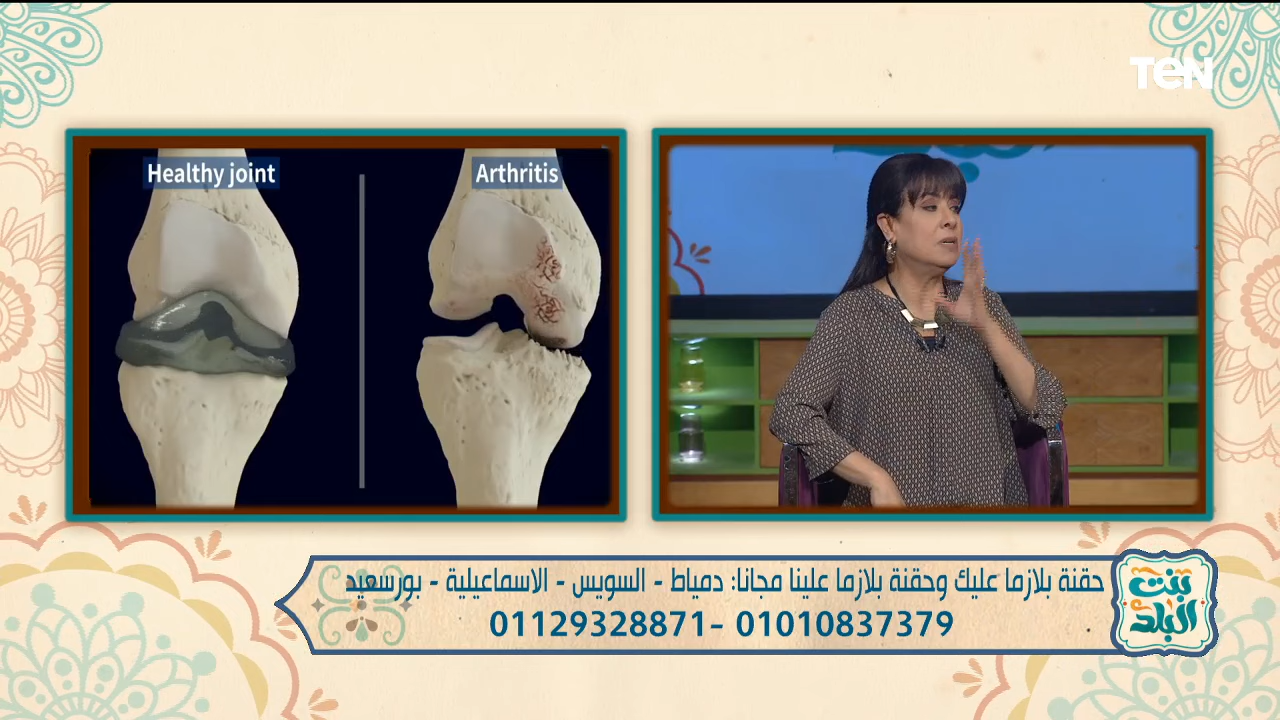 TEN
Healthy joint
Arthritis
حقنة بلازما عليك وحقنة بلازما علينا مجانا: دمياط - السويس - الاسماعيلية - بورسعيد
01129328871- 01010837379
بنت
البلد